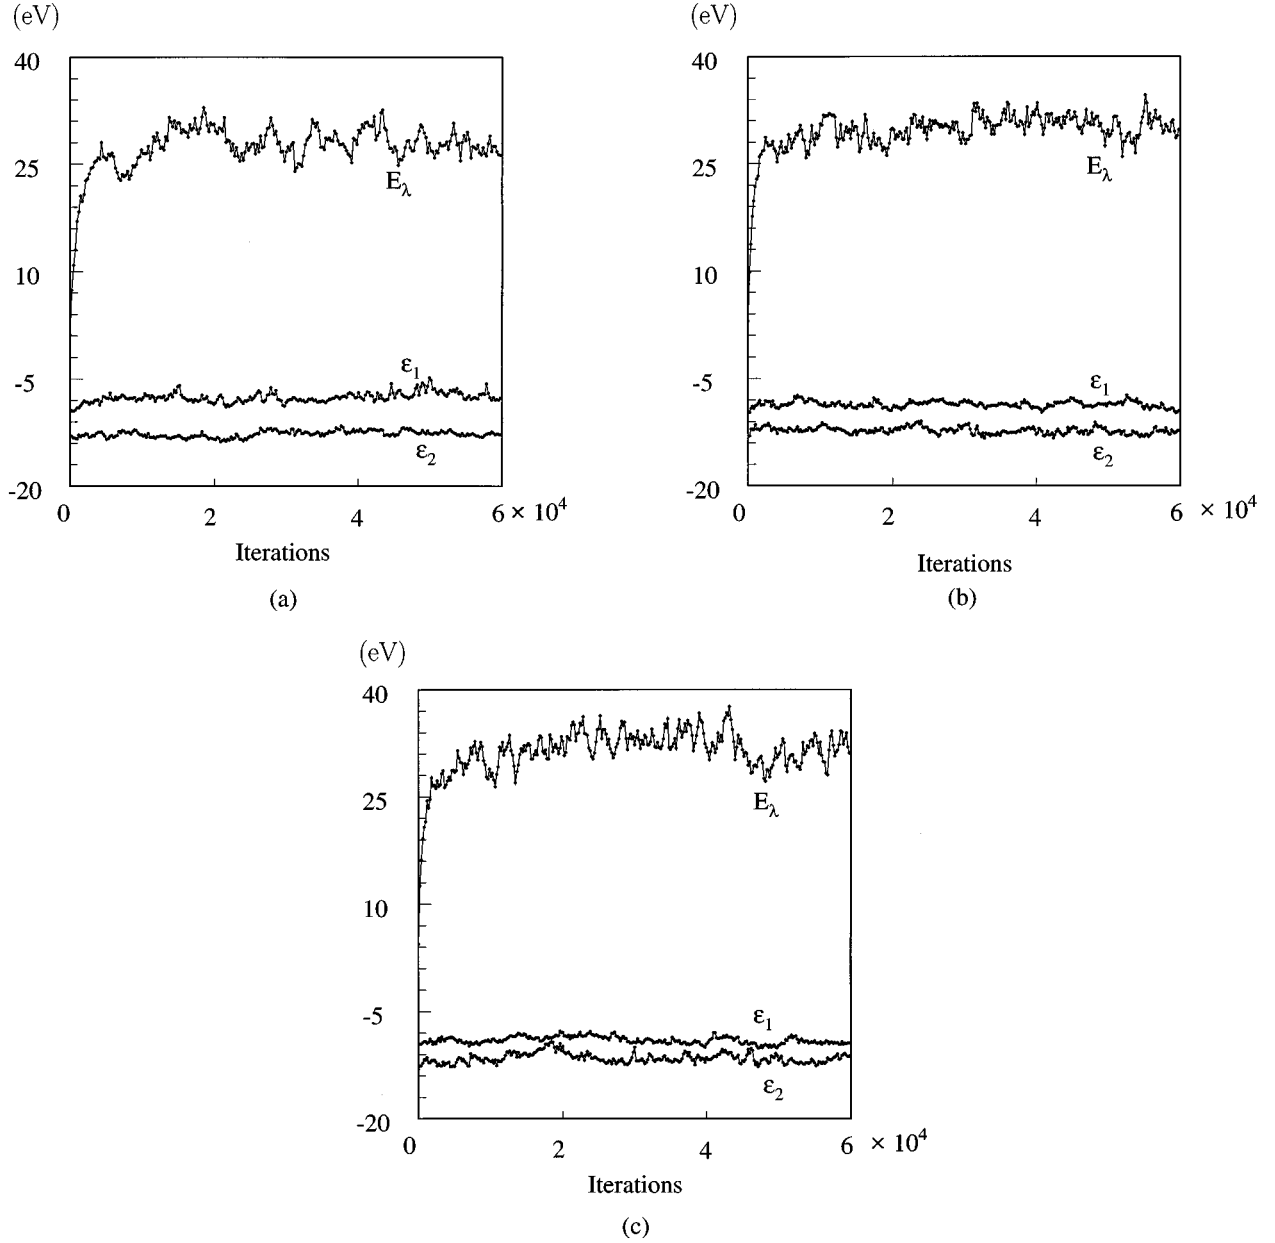 (eV)
40
25
10
-5
-20
E_λ
ε_1
ε_2
0 2 4 6 × 10^4
Iterations
(a)
(eV)
40
25
10
-5
-20
E_λ
ε_1
ε_2
0 2 4 6 × 10^4
Iterations
(b)
(eV)
40
25
10
-5
-20
E_λ
ε_1
ε_2
0 2 4 6 × 10^4
Iterations
(c)